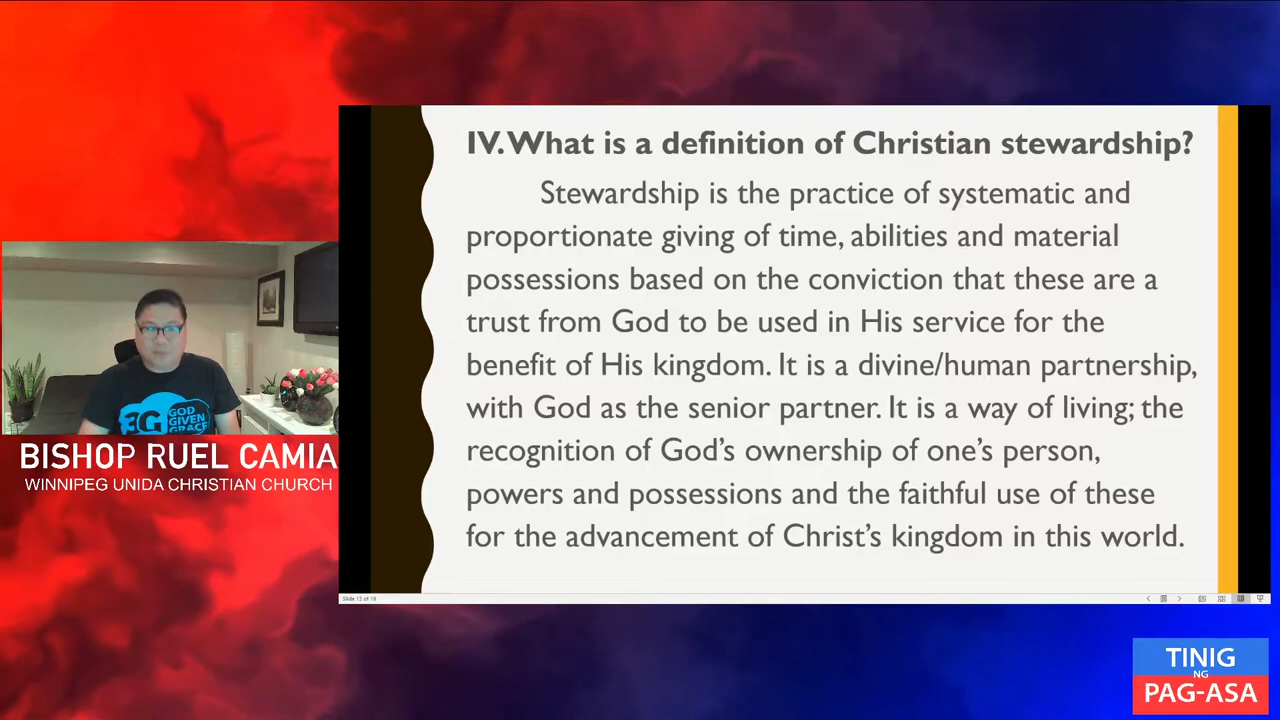 IV. What is a definition of Christian stewardship?
Stewardship is the practice of systematic and
proportionate giving of time, abilities and material
possessions based on the conviction that these are a
trust from God to be used in His service for the
benefit of His kingdom. It is a divine/human partnership,
with God as the senior partner. It is a way of living; the
recognition of God's ownership of one's person,
powers and possessions and the faithful use of these
for the advancement of Christ's kingdom in this world.
Slide 13 of 19
3G GOD
GIVEN
GRACE
BISHOP RUEL CAMIA
WINNIPEG UNIDA CHRISTIAN CHURCH
TINIG
NG
PAG-ASA